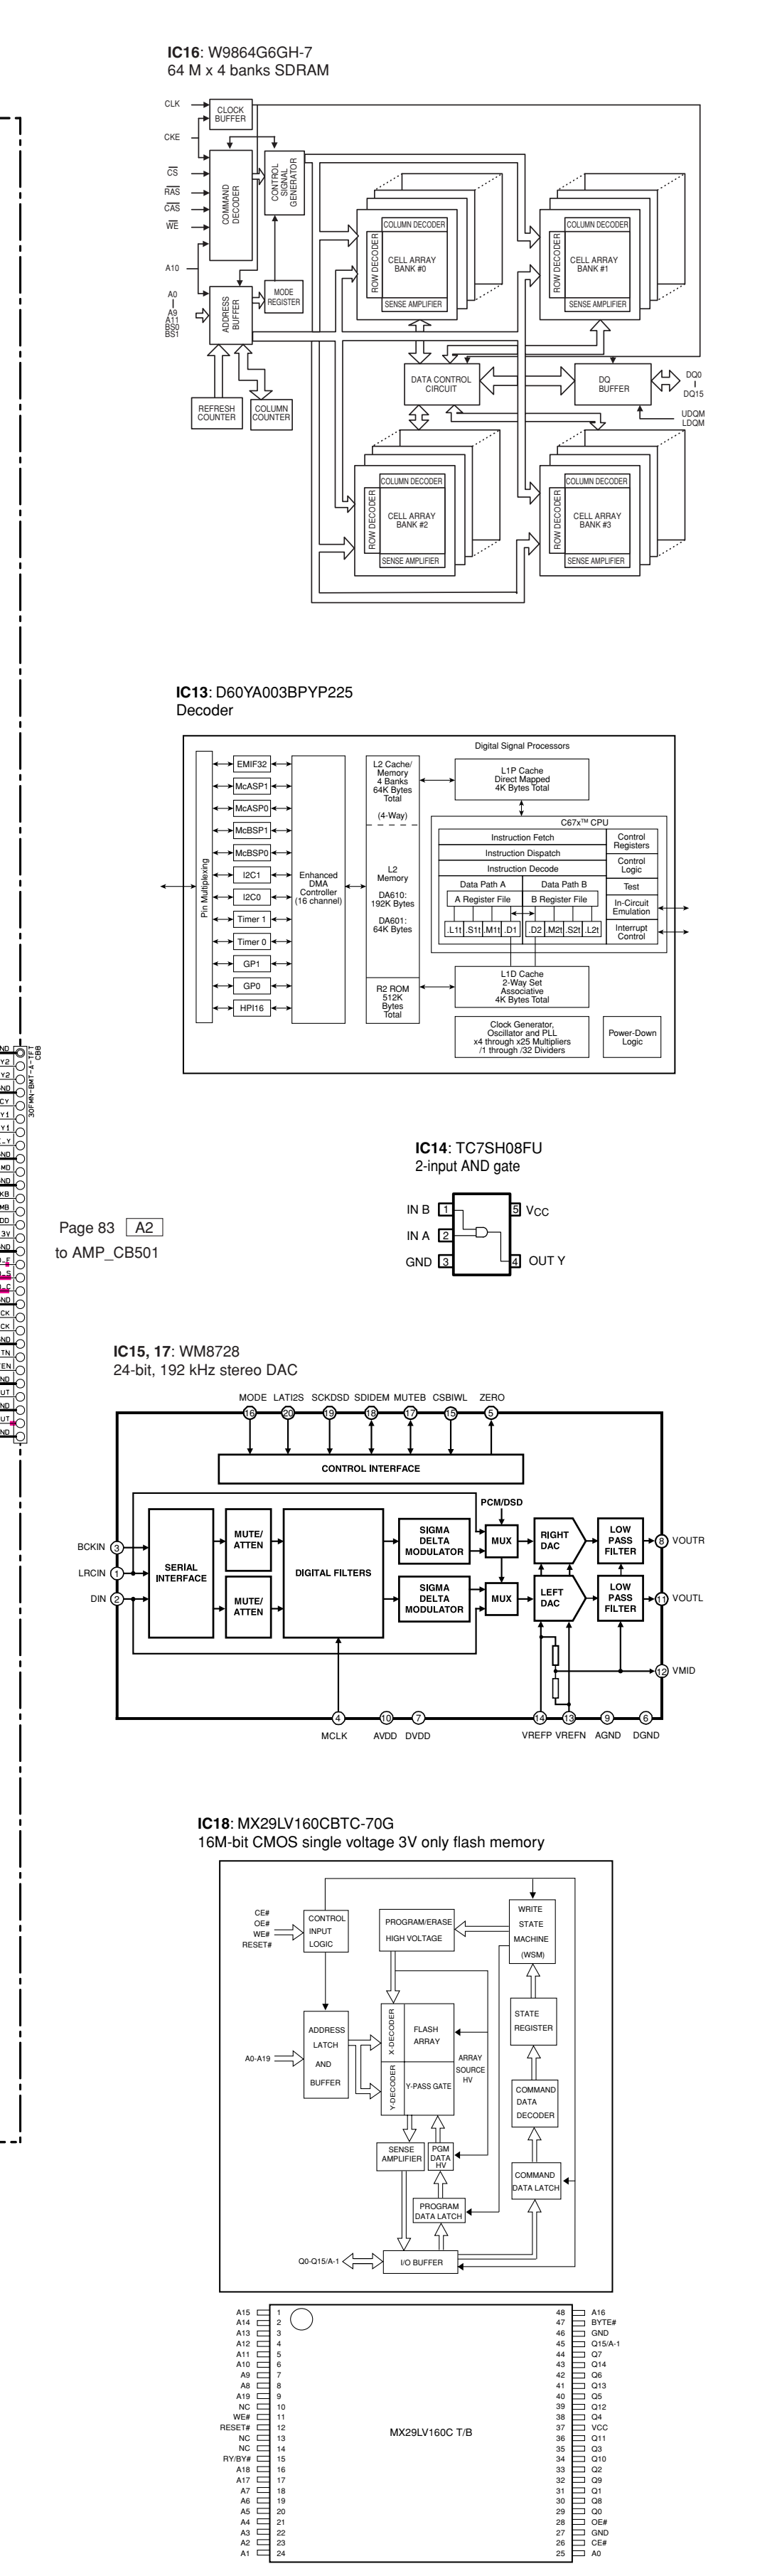 IC16: W9864G6GH-7
64 M x 4 banks SDRAM
CLK
CKE
CS
RAS
CAS
WE
A10
A0
A9
A11
BS0
BS1
CLOCK
BUFFER
COMMAND
DECODER
CONTROL
SIGNAL
GENERATOR
ADDRESS
BUFFER
MODE
REGISTER
REFRESH
COUNTER
COLUMN
COUNTER
COLUMN DECODER
ROW DECODER
CELL ARRAY
BANK #0
SENSE AMPLIFIER
COLUMN DECODER
ROW DECODER
CELL ARRAY
BANK #1
SENSE AMPLIFIER
DATA CONTROL
CIRCUIT
DQ
BUFFER
DQ0
DQ15
UDQM
LDQM
COLUMN DECODER
ROW DECODER
CELL ARRAY
BANK #2
SENSE AMPLIFIER
COLUMN DECODER
ROW DECODER
CELL ARRAY
BANK #3
SENSE AMPLIFIER
IC13: D60YA003BPYP225
Decoder
Digital Signal Processors
Pin Multiplexing
EMIF32
McASP1
McASP0
McBSP1
McBSP0
I2C1
I2C0
Timer 1
Timer 0
GP1
GP0
HPI16
Enhanced
DMA
Controller
(16 channel)
L2 Cache/
Memory
4 Banks
64K Bytes
Total
(4-Way)
L2
Memory
DA610:
192K Bytes
DA601:
64K Bytes
R2 ROM
512K
Bytes
Total
L1P Cache
Direct Mapped
4K Bytes Total
C67x™ CPU
Instruction Fetch
Instruction Dispatch
Instruction Decode
Data Path A
Data Path B
A Register File
B Register File
.L1† .S1† .M1† .D1
.D2 .M2† .S2† .L2†
Control
Registers
Control
Logic
Test
In-Circuit
Emulation
Interrupt
Control
L1D Cache
2-Way Set
Associative
4K Bytes Total
Clock Generator,
Oscillator and PLL
x4 through x25 Multipliers
/1 through /32 Dividers
Power-Down
Logic
30FMN-BMT-A-TFT
CB8
Page 83 A2
to AMP_CB501
IC14: TC7SH08FU
2-input AND gate
IN B 1
IN A 2
GND 3
5 VCC
4 OUT Y
IC15, 17: WM8728
24-bit, 192 kHz stereo DAC
MODE LATI2S SCKDSD SDIDEM MUTEB CSBIWL ZERO
16 20 19 18 17 15 5
CONTROL INTERFACE
PCM/DSD
BCKIN 3
LRCIN 1
DIN 2
SERIAL
INTERFACE
MUTE/
ATTEN
MUTE/
ATTEN
DIGITAL FILTERS
SIGMA
DELTA
MODULATOR
SIGMA
DELTA
MODULATOR
MUX
MUX
RIGHT
DAC
LEFT
DAC
LOW
PASS
FILTER
LOW
PASS
FILTER
8 VOUTR
11 VOUTL
12 VMID
4 10 7 14 13 9 6
MCLK AVDD DVDD VREFP VREFN AGND DGND
IC18: MX29LV160CBTC-70G
16M-bit CMOS single voltage 3V only flash memory
CE#
OE#
WE#
RESET#
CONTROL
INPUT
LOGIC
PROGRAM/ERASE
HIGH VOLTAGE
WRITE
STATE
MACHINE
(WSM)
STATE
REGISTER
A0-A19
ADDRESS
LATCH
AND
BUFFER
X-DECODER
FLASH
ARRAY
Y-DECODER
Y-PASS GATE
ARRAY
SOURCE
HV
COMMAND
DATA
DECODER
SENSE
AMPLIFIER
PGM
DATA
HV
COMMAND
DATA LATCH
PROGRAM
DATA LATCH
Q0-Q15/A-1
I/O BUFFER
MX29LV160C T/B
A15 1
A14 2
A13 3
A12 4
A11 5
A10 6
A9 7
A8 8
A19 9
NC 10
WE# 11
RESET# 12
NC 13
NC 14
RY/BY# 15
A18 16
A17 17
A7 18
A6 19
A5 20
A4 21
A3 22
A2 23
A1 24
48 A16
47 BYTE#
46 GND
45 Q15/A-1
44 Q7
43 Q14
42 Q6
41 Q13
40 Q5
39 Q12
38 Q4
37 VCC
36 Q11
35 Q3
34 Q10
33 Q2
32 Q9
31 Q1
30 Q8
29 Q0
28 OE#
27 GND
26 CE#
25 A0